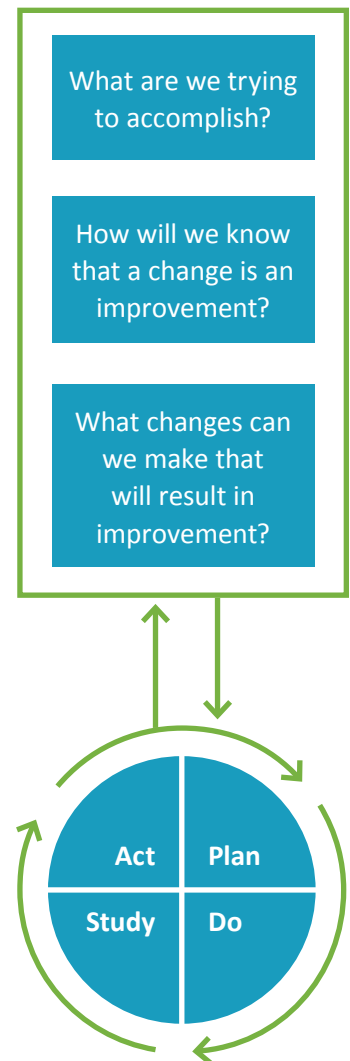 What are we trying
to accomplish?
How will we know
that a change is an
improvement?
What changes can
we make that
will result in
improvement?
Act Plan
Study Do